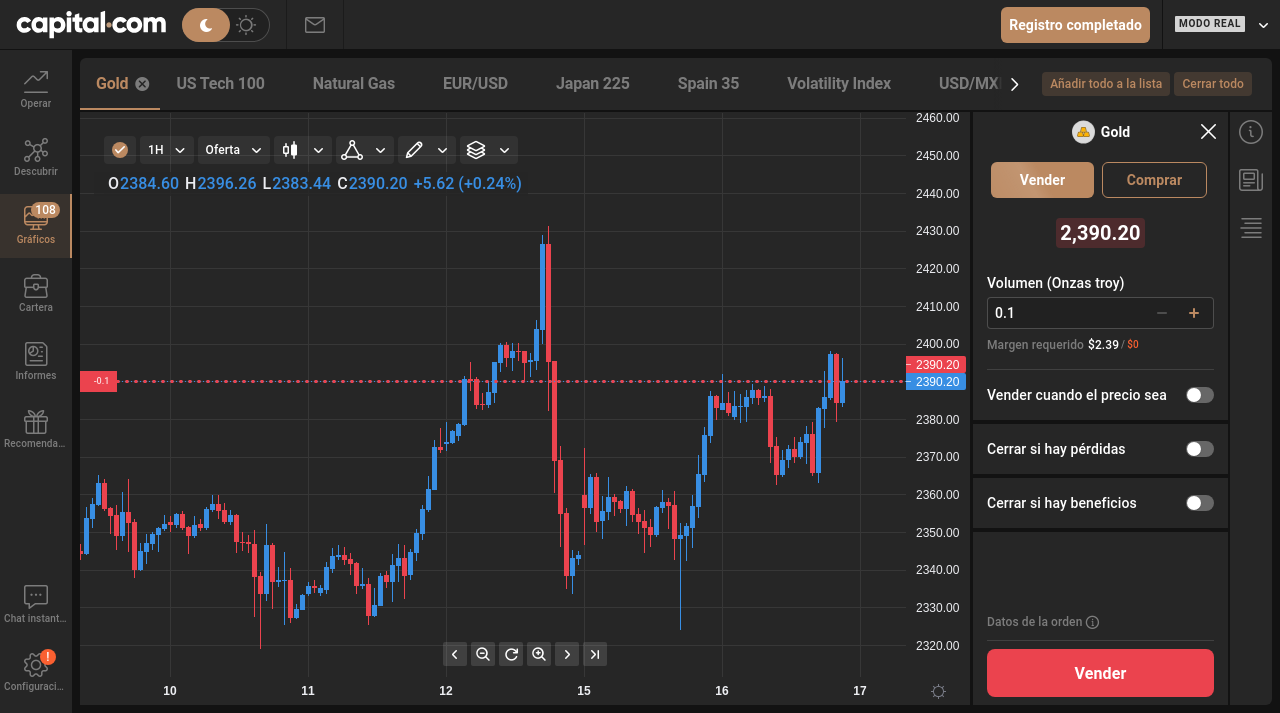 capital.com
Registro completado
MODO REAL
Operar
Descubrir
108
Gráficos
Cartera
Informes
Recomenda...
Chat instant...
!
Configuraci...
Gold US Tech 100 Natural Gas EUR/USD Japan 225 Spain 35 Volatility Index USD/MX
Añadir todo a la lista Cerrar todo
1H Oferta
O2384.60 H2396.26 L2383.44 C2390.20 +5.62 (+0.24%)
-0.1
2460.00
2450.00
2440.00
2430.00
2420.00
2410.00
2400.00
2390.20
2390.20
2380.00
2370.00
2360.00
2350.00
2340.00
2330.00
2320.00
10 11 12 15 16 17
Gold
Vender Comprar
2,390.20
Volumen (Onzas troy)
0.1
Margen requerido $2.39 / $0
Vender cuando el precio sea
Cerrar si hay pérdidas
Cerrar si hay beneficios
Datos de la orden
Vender